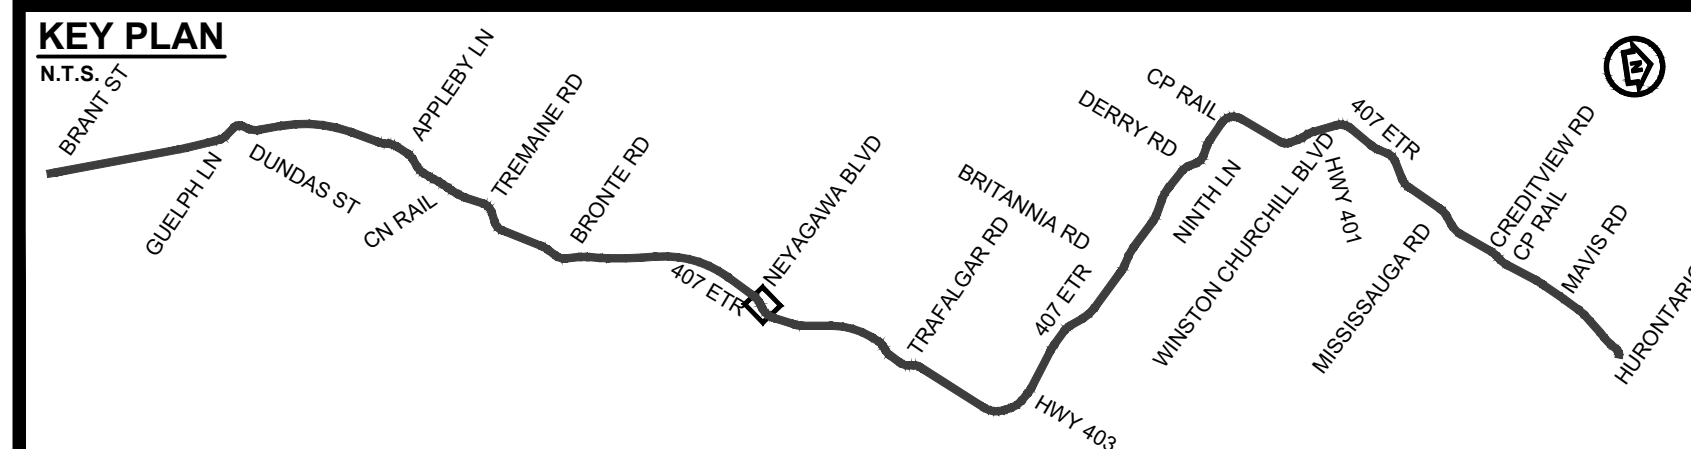 KEY PLAN
N.T.S.
BRANT ST
GUELPH LN
DUNDAS ST
APPLEBY LN
CN RAIL
TREMAINE RD
BRONTE RD
407 ETR
NEYAGAWA BLVD
TRAFALGAR RD
HWY 403
407 ETR
BRITANNIA RD
DERRY RD
CP RAIL
NINTH LN
WINSTON CHURCHILL BLVD
HWY 401
407 ETR
MISSISSAUGA RD
CREDITVIEW RD
CP RAIL
MAVIS RD
HURONTARIO
N